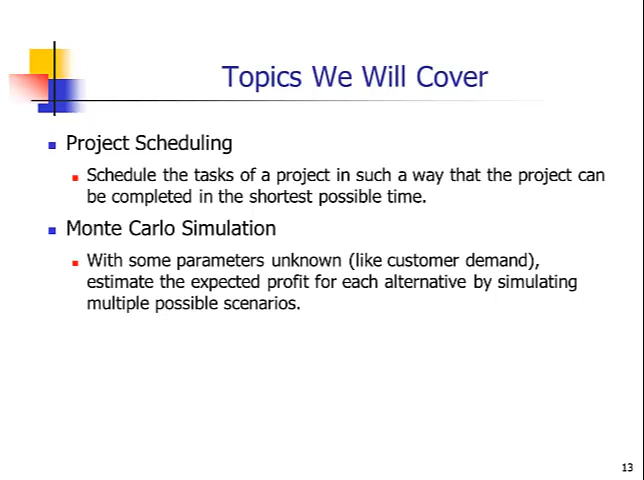 Topics We Will Cover
Project Scheduling
Schedule the tasks of a project in such a way that the project can
be completed in the shortest possible time.
Monte Carlo Simulation
With some parameters unknown (like customer demand),
estimate the expected profit for each alternative by simulating
multiple possible scenarios.
13